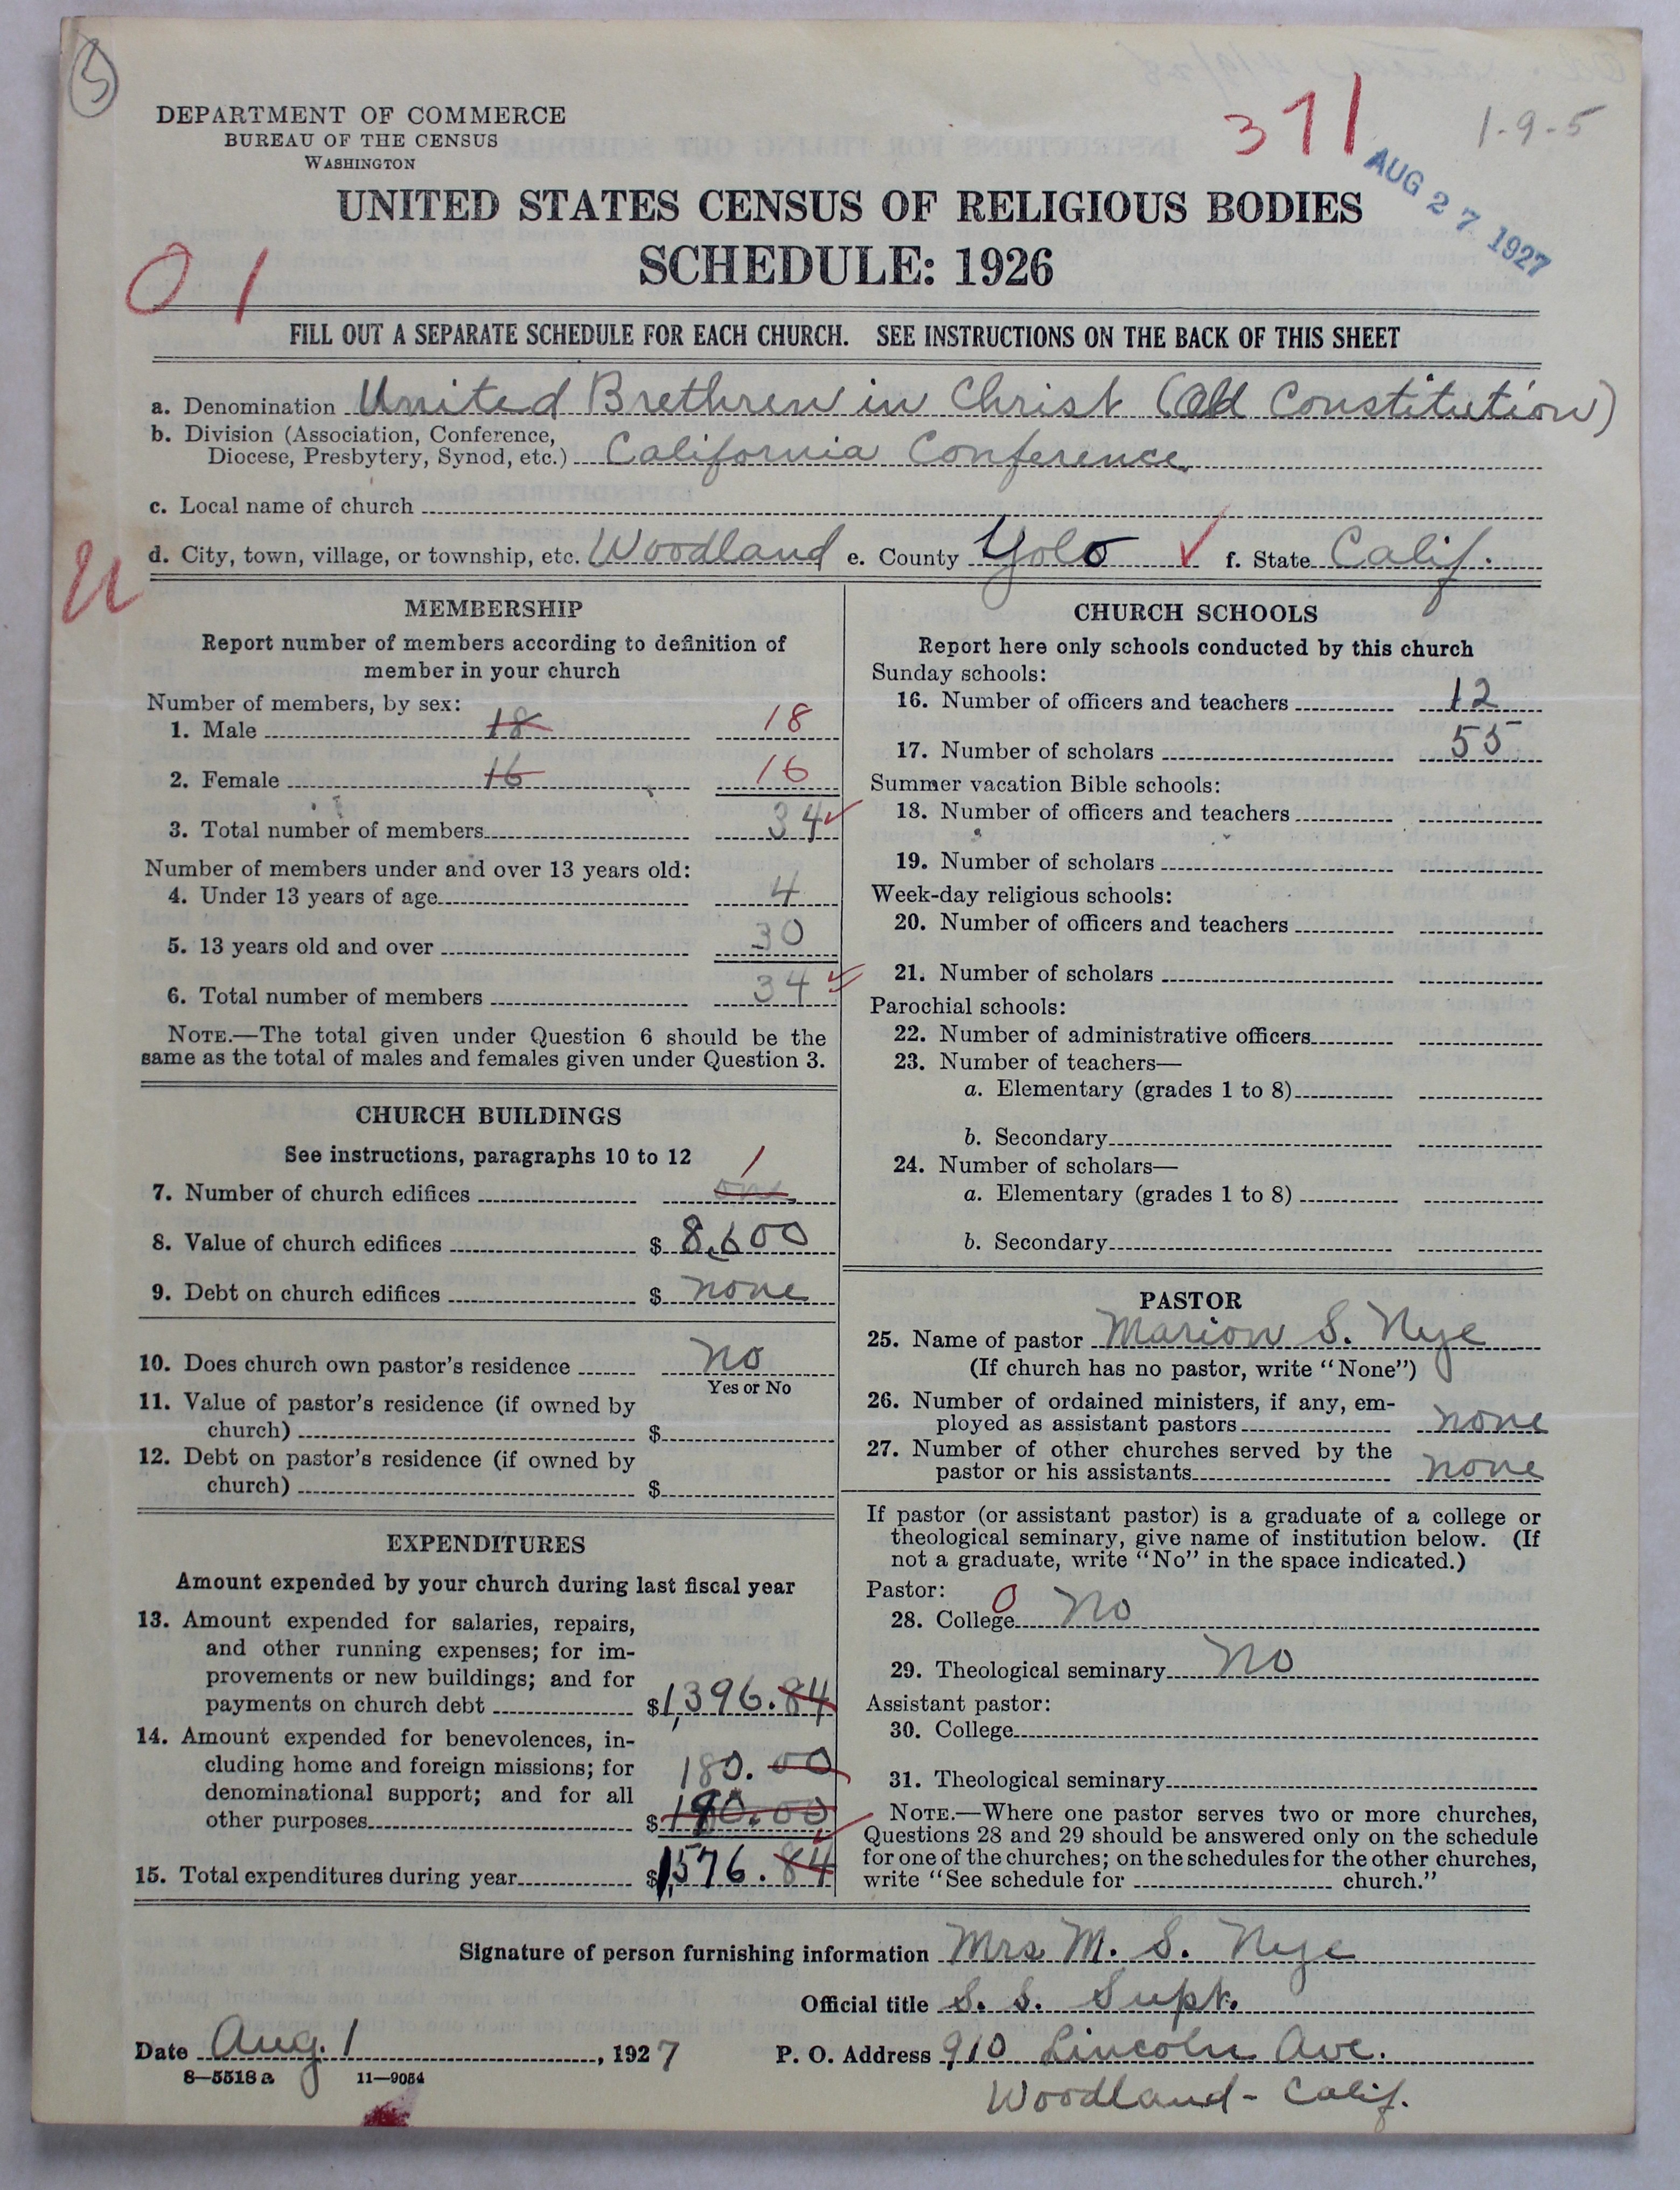 5
DEPARTMENT OF COMMERCE
BUREAU OF THE CENSUS
WASHINGTON
371
1-9-5
AUG 27 1927
UNITED STATES CENSUS OF RELIGIOUS BODIES
SCHEDULE: 1926
01
FILL OUT A SEPARATE SCHEDULE FOR EACH CHURCH. SEE INSTRUCTIONS ON THE BACK OF THIS SHEET
a. Denomination United Brethren in Christ (Old Constitution)
b. Division (Association, Conference,
Diocese, Presbytery, Synod, etc.) California Conference
c. Local name of church
d. City, town, village, or township, etc. Woodland e. County Yolo ✓ f. State Calif.
U
MEMBERSHIP
Report number of members according to definition of
member in your church
Number of members, by sex:
1. Male 18 18
2. Female 16 16
3. Total number of members 34 ✓
Number of members under and over 13 years old:
4. Under 13 years of age 4
5. 13 years old and over 30
6. Total number of members 34 ✓
NOTE.—The total given under Question 6 should be the
same as the total of males and females given under Question 3.
CHURCH BUILDINGS
See instructions, paragraphs 10 to 12
1
7. Number of church edifices one
8. Value of church edifices $ 8,600
9. Debt on church edifices $ none
10. Does church own pastor's residence No
Yes or No
11. Value of pastor's residence (if owned by
church) $
12. Debt on pastor's residence (if owned by
church) $
EXPENDITURES
Amount expended by your church during last fiscal year
13. Amount expended for salaries, repairs,
and other running expenses; for im-
provements or new buildings; and for
payments on church debt $1,396.84
14. Amount expended for benevolences, in-
cluding home and foreign missions; for 180.00
denominational support; and for all
other purposes $ 180.00
15. Total expenditures during year $1,576.84
CHURCH SCHOOLS
Report here only schools conducted by this church
Sunday schools:
16. Number of officers and teachers 12
17. Number of scholars 55
Summer vacation Bible schools:
18. Number of officers and teachers
19. Number of scholars
Week-day religious schools:
20. Number of officers and teachers
21. Number of scholars
Parochial schools:
22. Number of administrative officers
23. Number of teachers—
a. Elementary (grades 1 to 8)
b. Secondary
24. Number of scholars—
a. Elementary (grades 1 to 8)
b. Secondary
PASTOR
25. Name of pastor Marion S. Nye
(If church has no pastor, write "None")
26. Number of ordained ministers, if any, em-
ployed as assistant pastors none
27. Number of other churches served by the
pastor or his assistants none
If pastor (or assistant pastor) is a graduate of a college or
theological seminary, give name of institution below. (If
not a graduate, write "No" in the space indicated.)
Pastor: 0
28. College No
29. Theological seminary No
Assistant pastor:
30. College
31. Theological seminary
NOTE.—Where one pastor serves two or more churches,
Questions 28 and 29 should be answered only on the schedule
for one of the churches; on the schedules for the other churches,
write "See schedule for church."
Signature of person furnishing information Mrs M. S. Nye
Official title S. S. Supt.
Date Aug. 1, 1927 P. O. Address 910 Lincoln Ave.
8—5518 a 11—9054
Woodland - Calif.